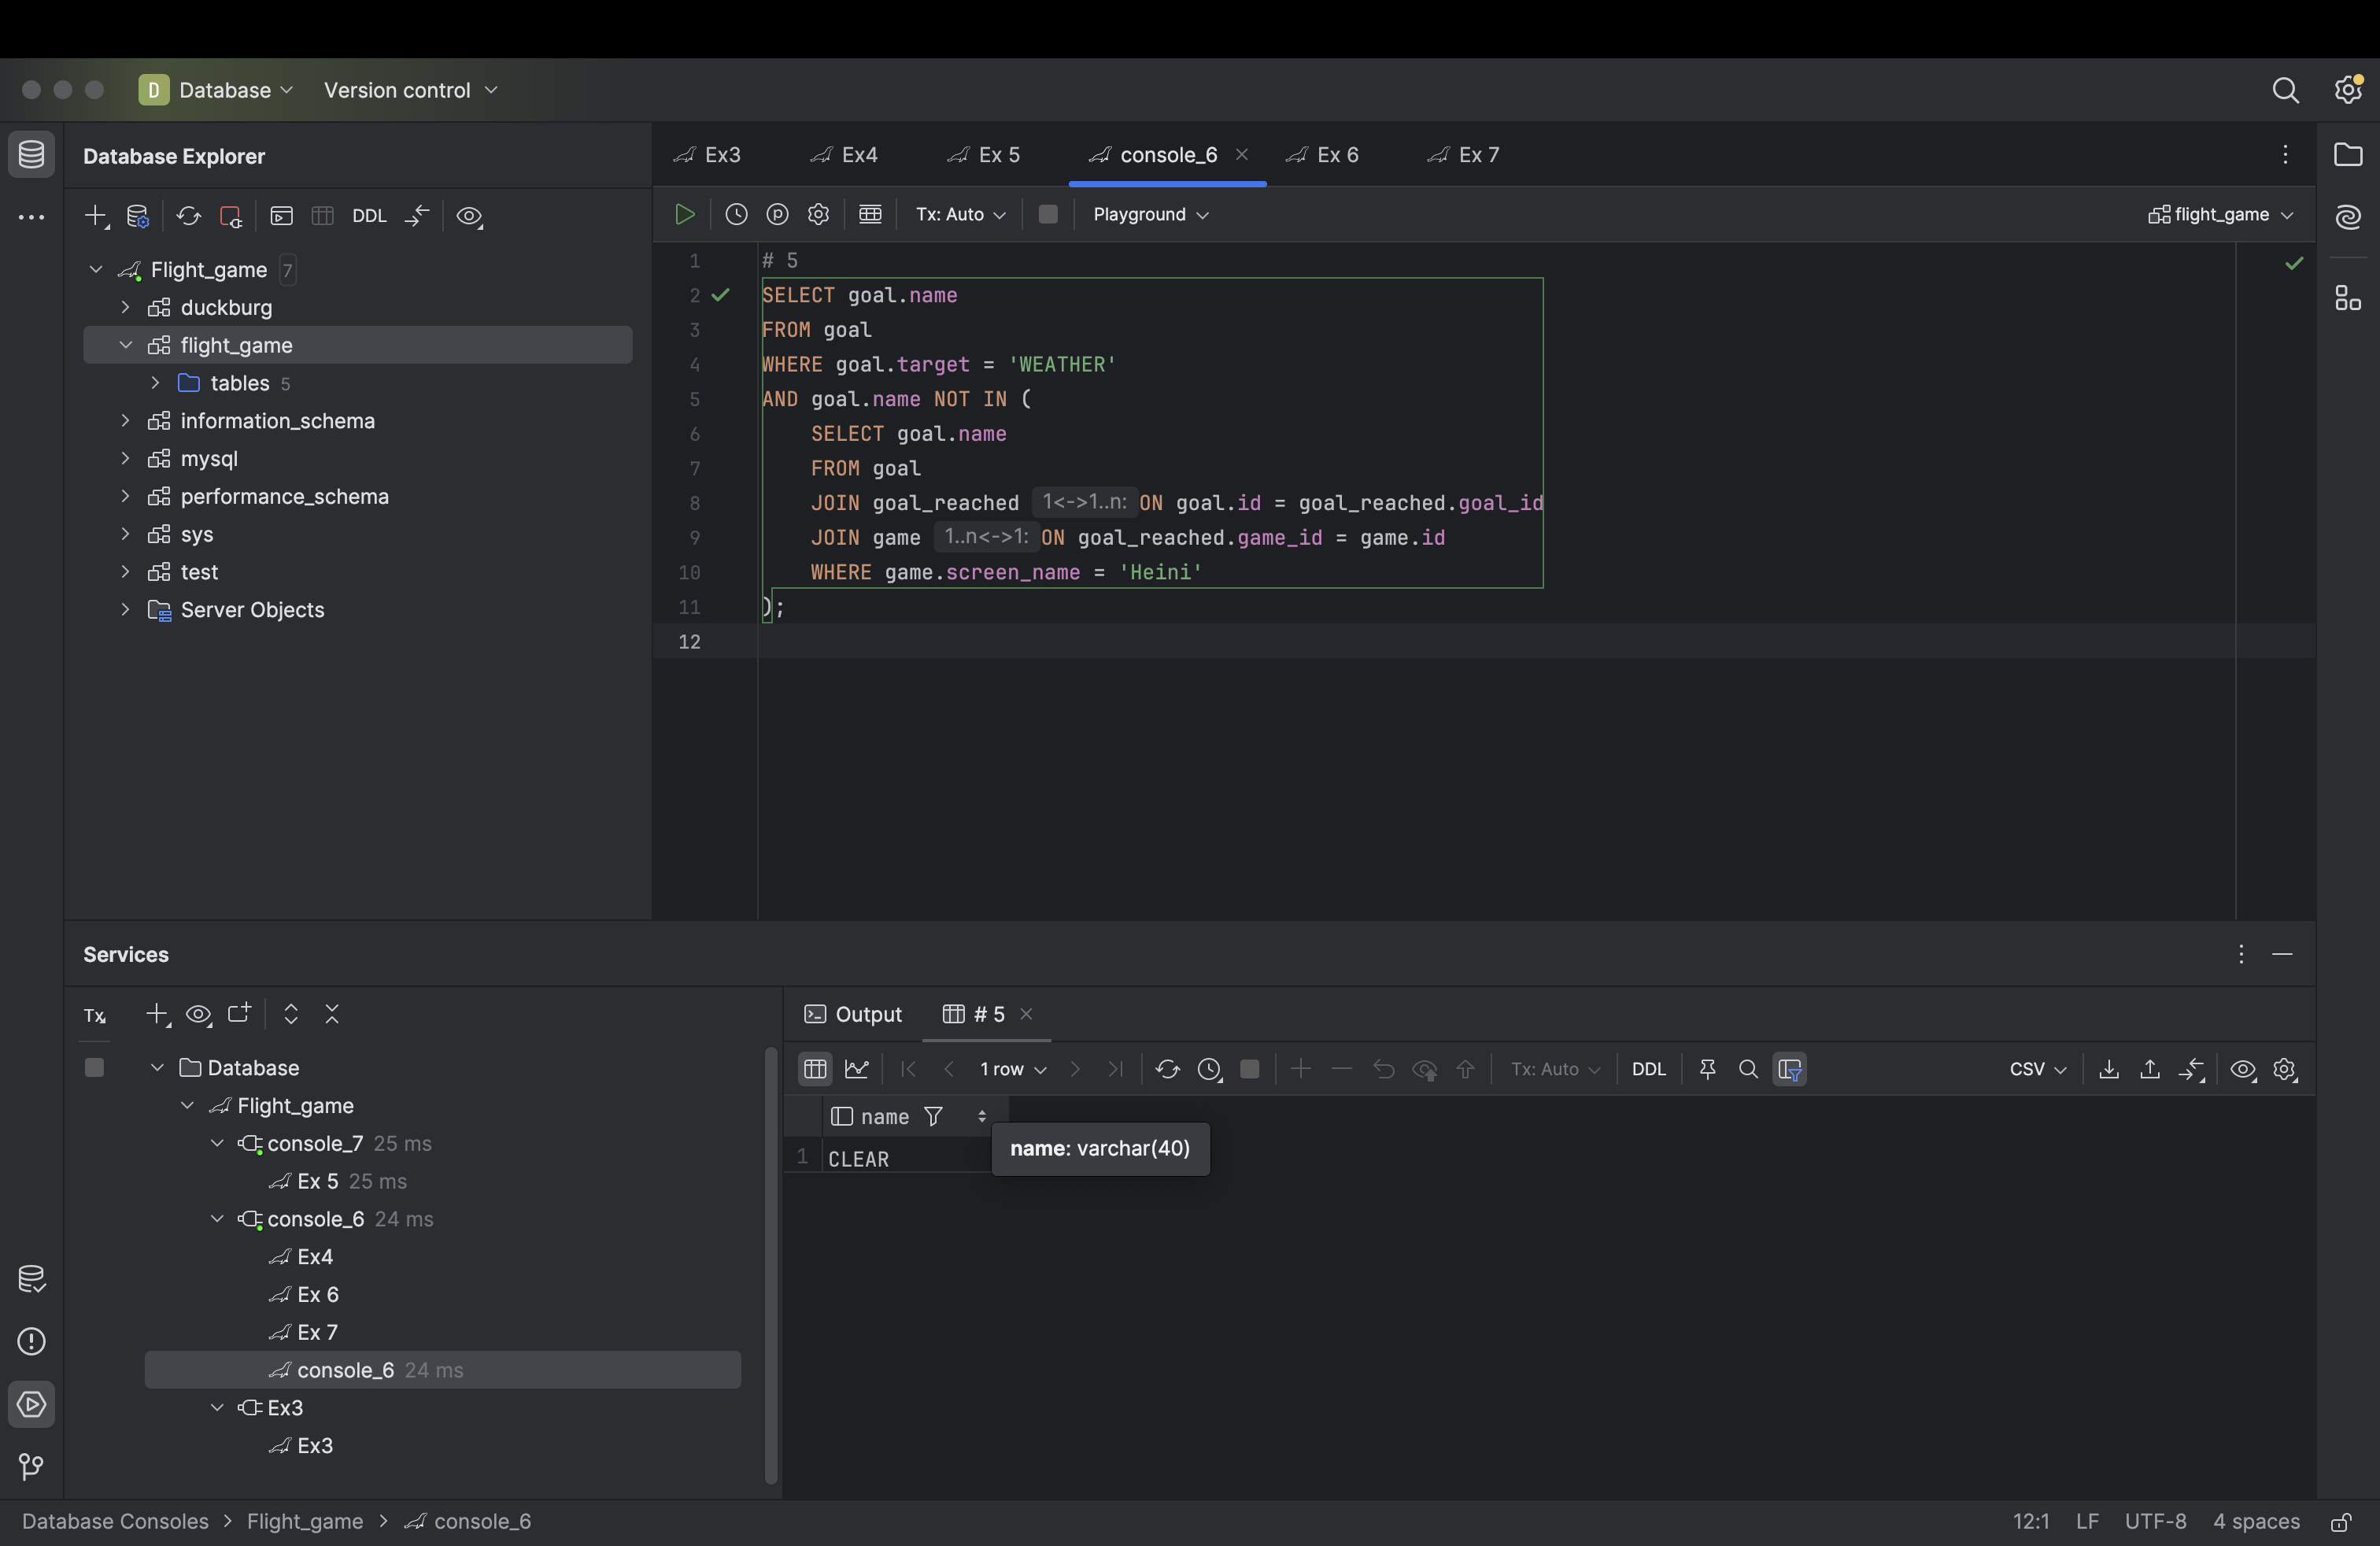 D Database Version control
Database Explorer
DDL
Flight_game 7
duckburg
flight_game
tables 5
information_schema
mysql
performance_schema
sys
test
Server Objects
Ex3 Ex4 Ex 5 console_6 Ex 6 Ex 7
Tx: Auto Playground flight_game
1 # 5
2 SELECT goal.name
3 FROM goal
4 WHERE goal.target = 'WEATHER'
5 AND goal.name NOT IN (
6 SELECT goal.name
7 FROM goal
8 JOIN goal_reached 1<->1..n: ON goal.id = goal_reached.goal_id
9 JOIN game 1..n<->1: ON goal_reached.game_id = game.id
10 WHERE game.screen_name = 'Heini'
11 );
12
Services
Tx
Database
Flight_game
console_7 25 ms
Ex 5 25 ms
console_6 24 ms
Ex4
Ex 6
Ex 7
console_6 24 ms
Ex3
Ex3
Output # 5
1 row Tx: Auto DDL CSV
name
name: varchar(40)
1 CLEAR
Database Consoles > Flight_game > console_6
12:1 LF UTF-8 4 spaces